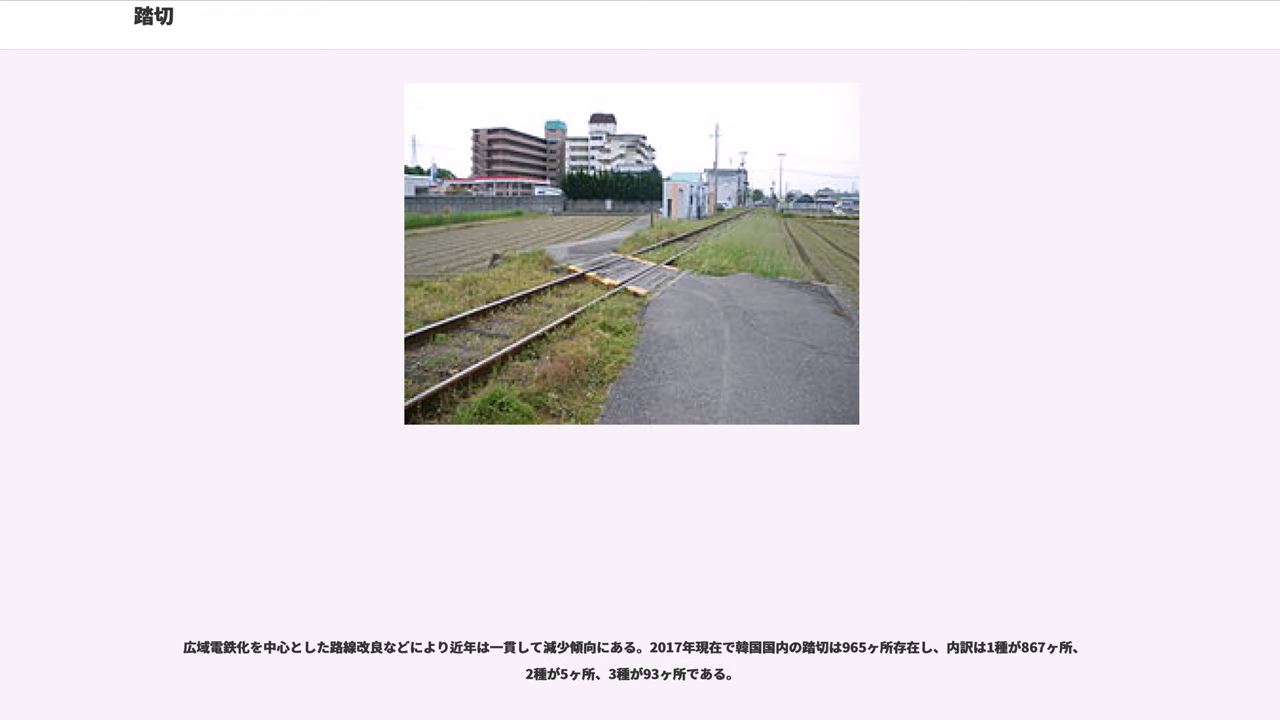 踏切
広域電鉄化を中心とした路線改良などにより近年は一貫して減少傾向にある。2017年現在で韓国国内の踏切は965ヶ所存在し、内訳は1種が867ヶ所、
2種が5ヶ所、3種が93ヶ所である。